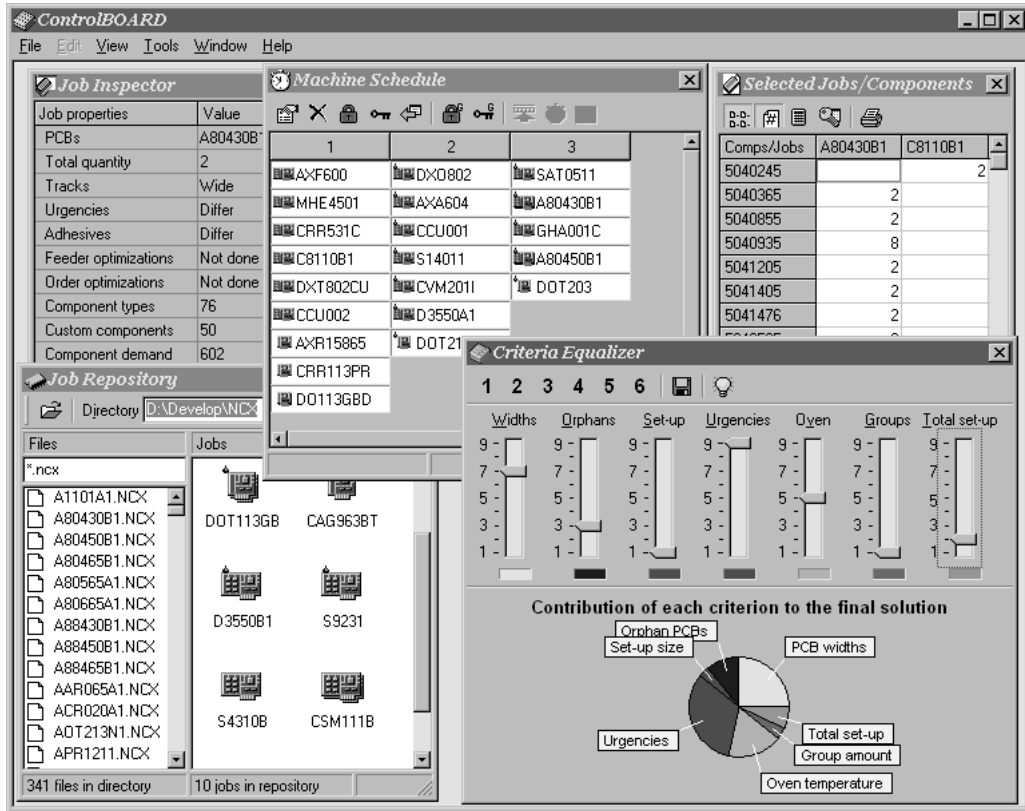 ControlBOARD
File Edit View Tools Window Help
Job Inspector
Job properties Value
PCBs A80430B1
Total quantity 2
Tracks Wide
Urgencies Differ
Adhesives Differ
Feeder optimizations Not done
Order optimizations Not done
Component types 76
Custom components 50
Component demand 602
Machine Schedule
1 2 3
AXF600 DXO802 SAT0511
MHE4501 AXA604 A80430B1
CRR531C CCU001 GHA001C
C8110B1 S14011 A80450B1
DXT802CU CVM201I DOT203
CCU002 D3550A1
AXR15865 DOT21
CRR113PR
DO113GBD
Selected Jobs/Components
Comps/Jobs A80430B1 C8110B1
5040245 2
5040365 2
5040855 2
5040935 8
5041205 2
5041405 2
5041476 2
Job Repository
Directory D:\Develop\NCX
Files Jobs
*.ncx
A1101A1.NCX
A80430B1.NCX
A80450B1.NCX
A80465B1.NCX
A80565A1.NCX
A80665A1.NCX
A88430B1.NCX
A88450B1.NCX
A88465B1.NCX
AAR065A1.NCX
ACR020A1.NCX
AOT213N1.NCX
APR1211.NCX
DOT113GB CAG963BT
D3550B1 S9231
S4310B CSM111B
341 files in directory 10 jobs in repository
Criteria Equalizer
1 2 3 4 5 6
Widths Orphans Set-up Urgencies Oven Groups Total set-up
9 9 9 9 9 9 9
7 7 7 7 7 7 7
5 5 5 5 5 5 5
3 3 3 3 3 3 3
1 1 1 1 1 1 1
Contribution of each criterion to the final solution
Orphan PCBs
Set-up size
PCB widths
Urgencies
Total set-up
Group amount
Oven temperature